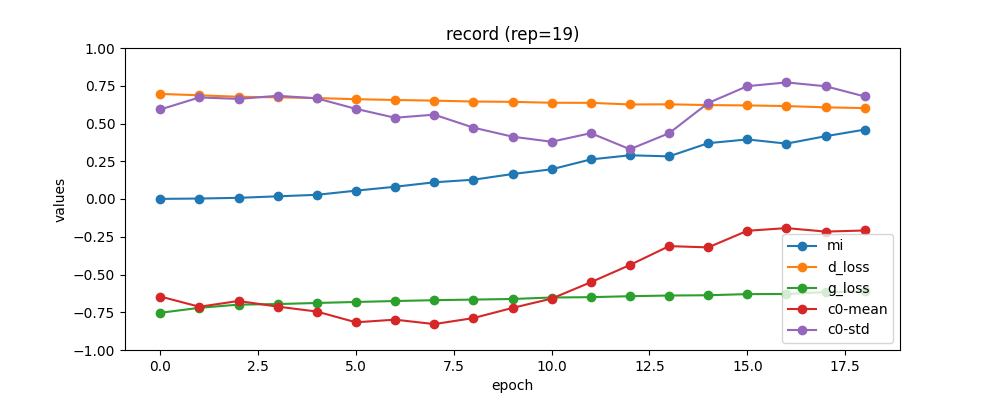 record (rep=19)
1.00
0.75
0.50
0.25
0.00
−0.25
−0.50
−0.75
−1.00
values
0.0
2.5
5.0
7.5
10.0
12.5
15.0
17.5
epoch
mi
d_loss
g_loss
c0-mean
c0-std